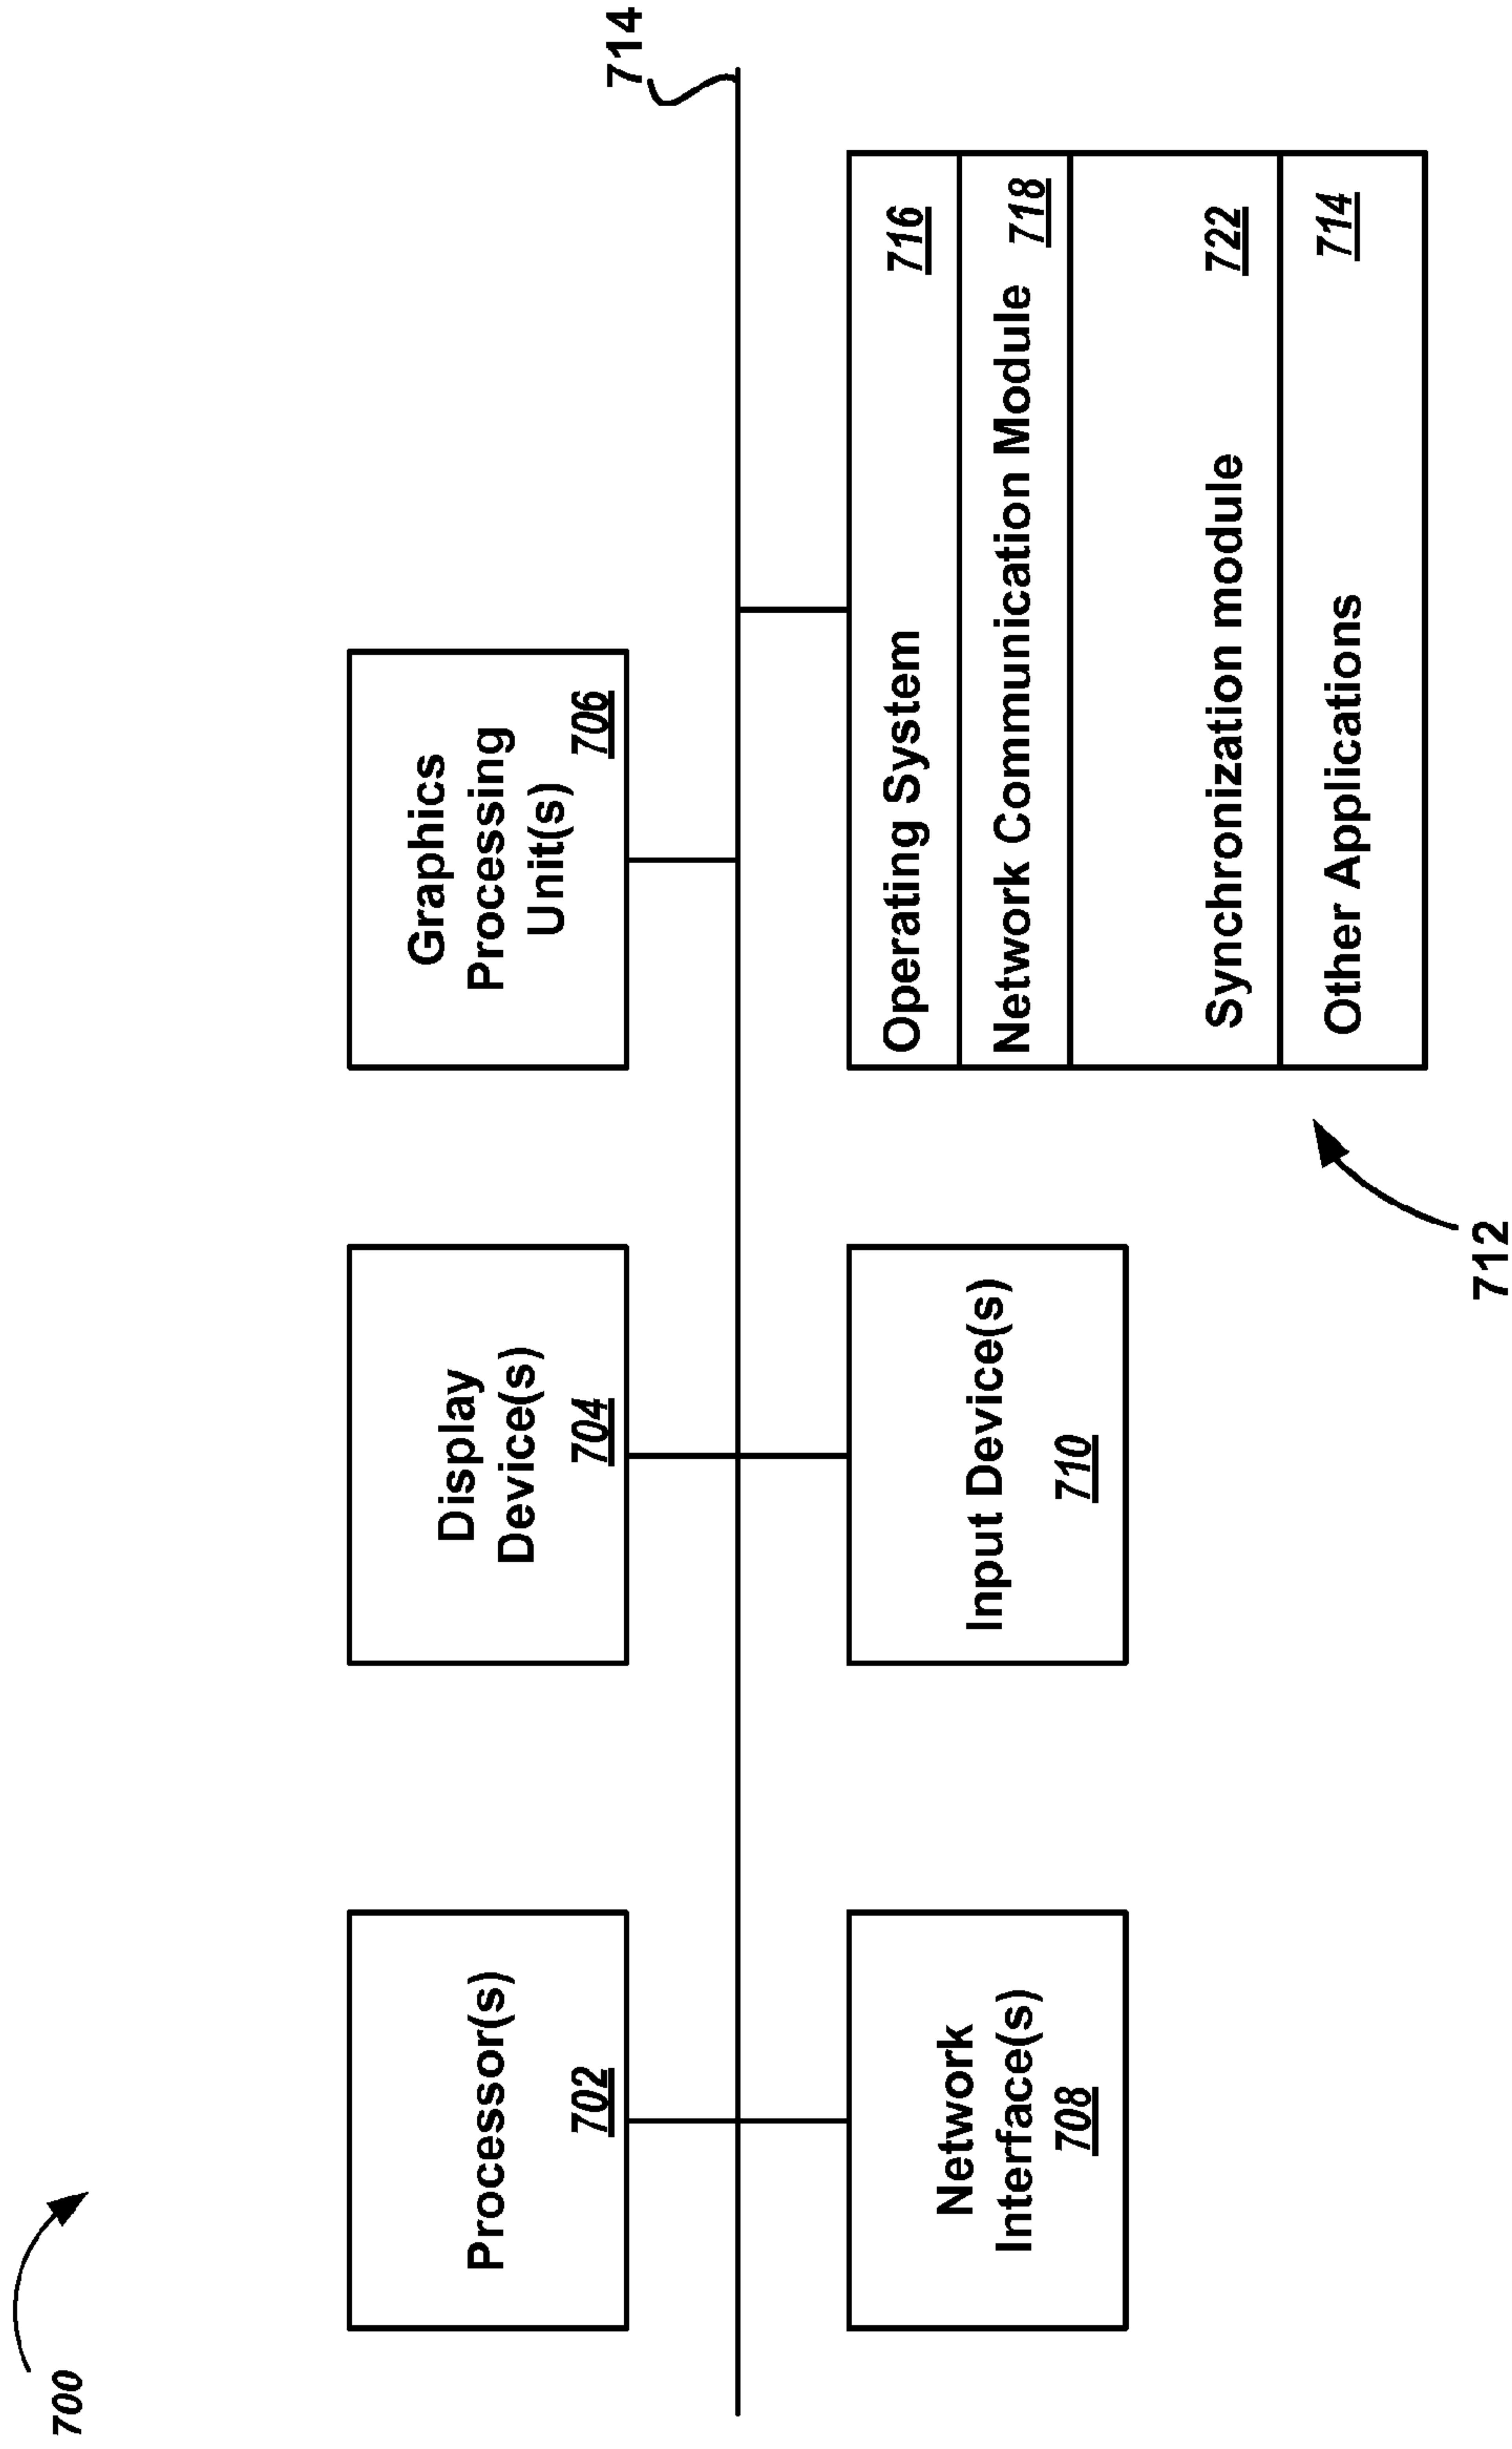 700
714
Processor(s)
702
Display
Device(s)
704
Graphics
Processing
Unit(s)
706
Network
Interface(s)
708
Input Device(s)
710
Operating System 716
Network Communication Module 718
Synchronization module 722
Other Applications 714
712